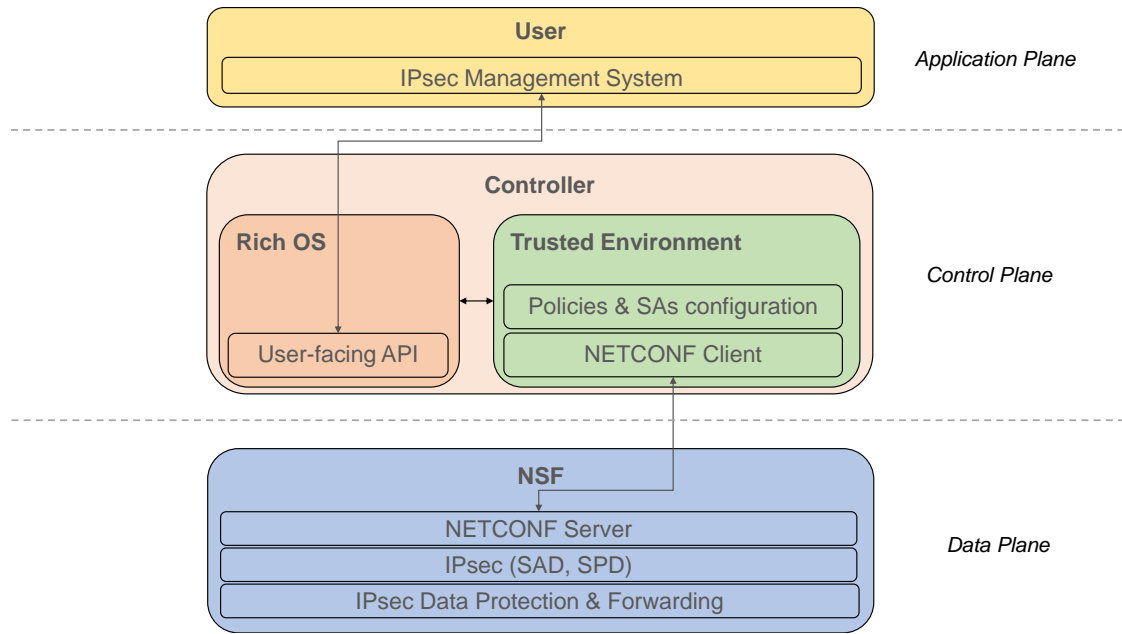 User
IPsec Management System
Application Plane
Controller
Rich OS
Trusted Environment
Policies & SAs configuration
Control Plane
User-facing API
NETCONF Client
NSF
NETCONF Server
IPsec (SAD, SPD)
Data Plane
IPsec Data Protection & Forwarding